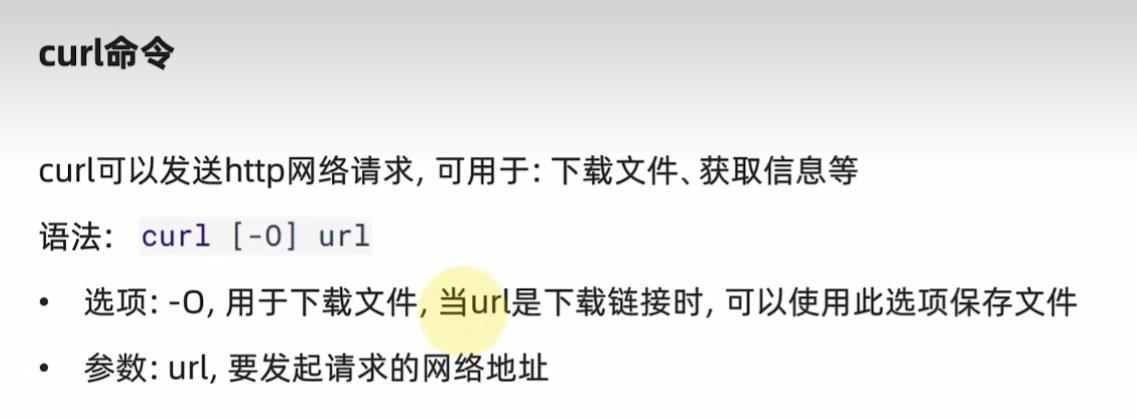 curl命令
curl可以发送http网络请求, 可用于: 下载文件、获取信息等
语法: curl [-O] url
• 选项: -O, 用于下载文件, 当url是下载链接时, 可以使用此选项保存文件
• 参数: url, 要发起请求的网络地址